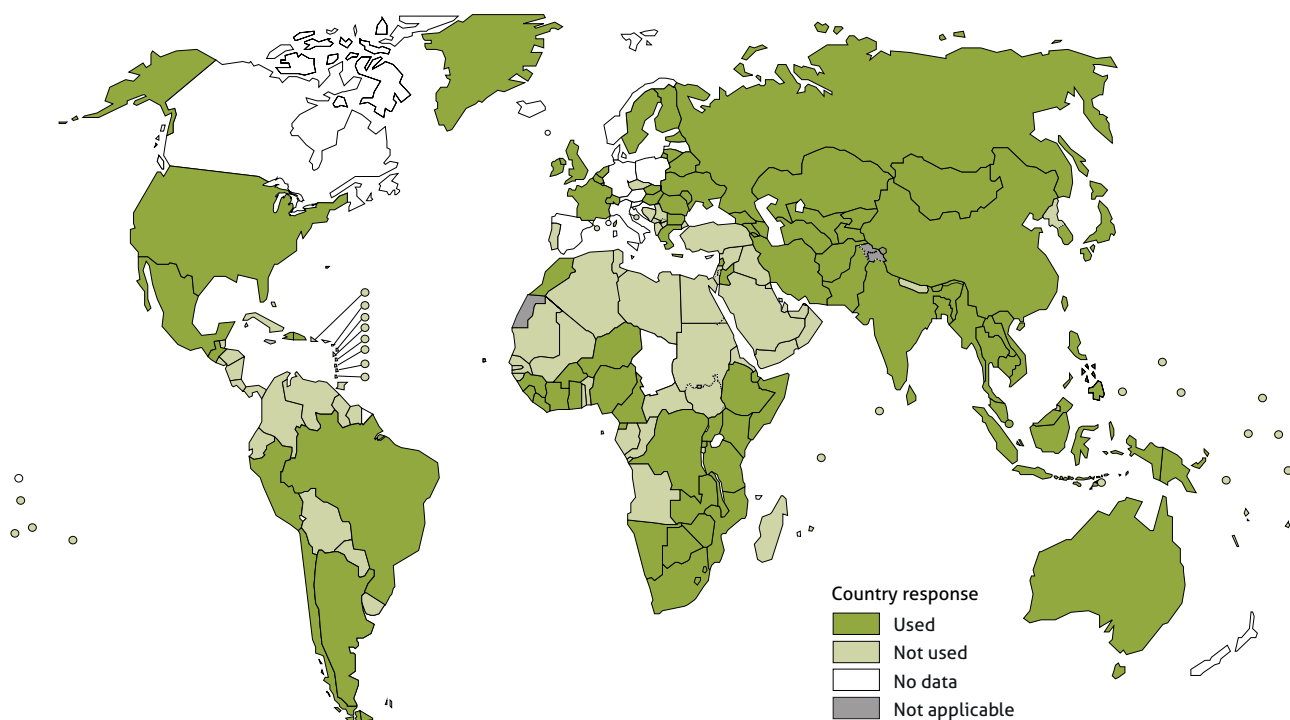 Country response
Used
Not used
No data
Not applicable